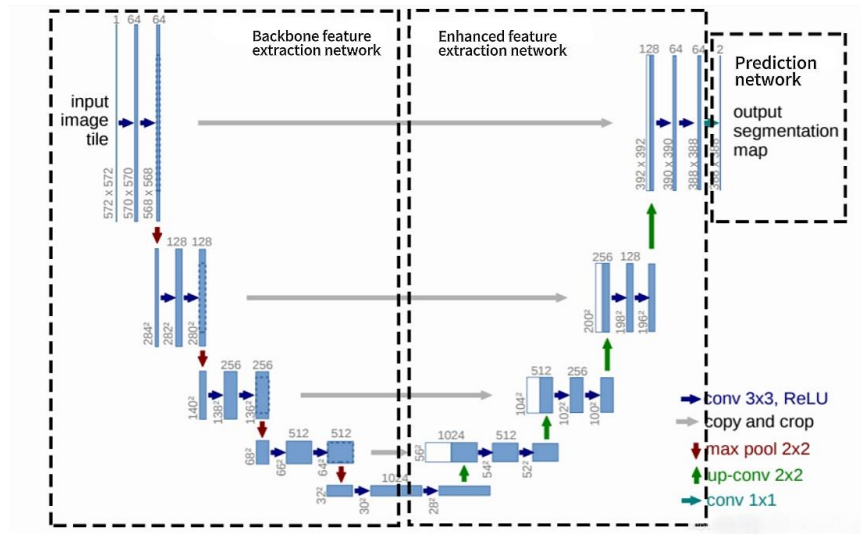 Backbone feature
extraction network
Enhanced feature
extraction network
Prediction
network
input
image
tile
output
segmentation
map
1 64 64
572 x 572
570 x 570
568 x 568
128 128
284²
282²
280²
256 256
140²
138²
136²
512 512
68²
66²
64²
1024
32²
30²
28²
1024 512
56²
54²
52²
512 256
104²
102²
100²
256 128
200²
198²
196²
128 64 64 2
392 x 392
390 x 390
388 x 388
388 x 388
conv 3x3, ReLU
copy and crop
max pool 2x2
up-conv 2x2
conv 1x1